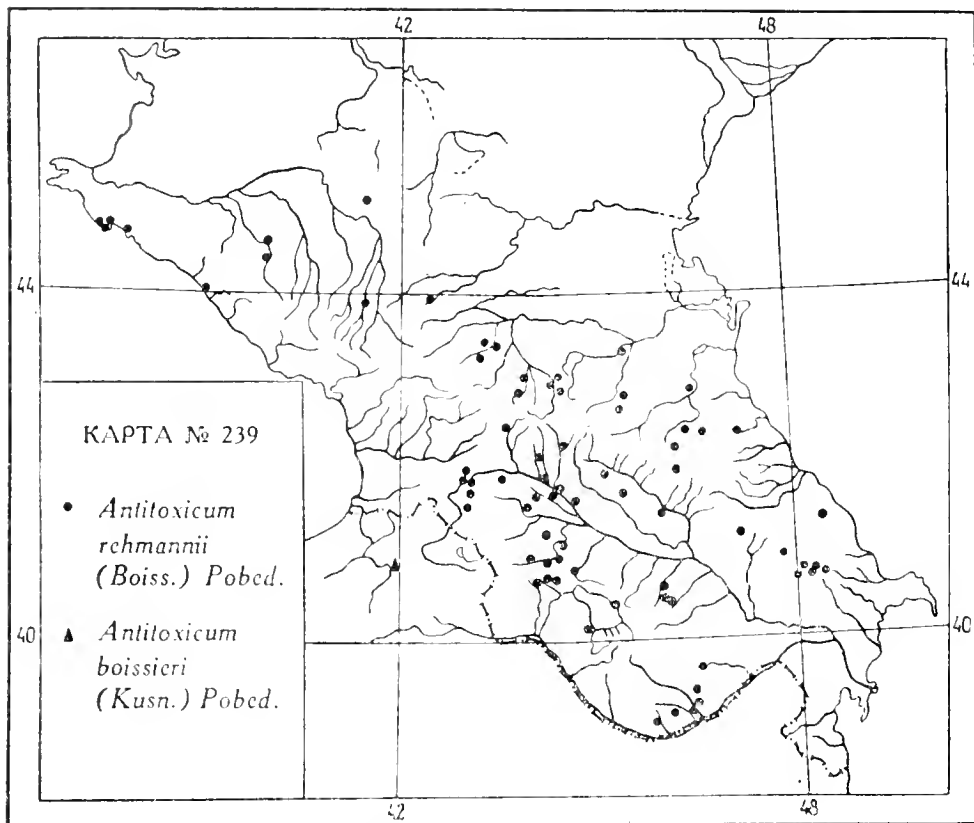 42 48
44 44
КАРТА № 239
Antitoxicum
rehmannii
(Boiss.) Pobed.
40 40
Antitoxicum
boissieri
(Kusn.) Pobed.
42 48